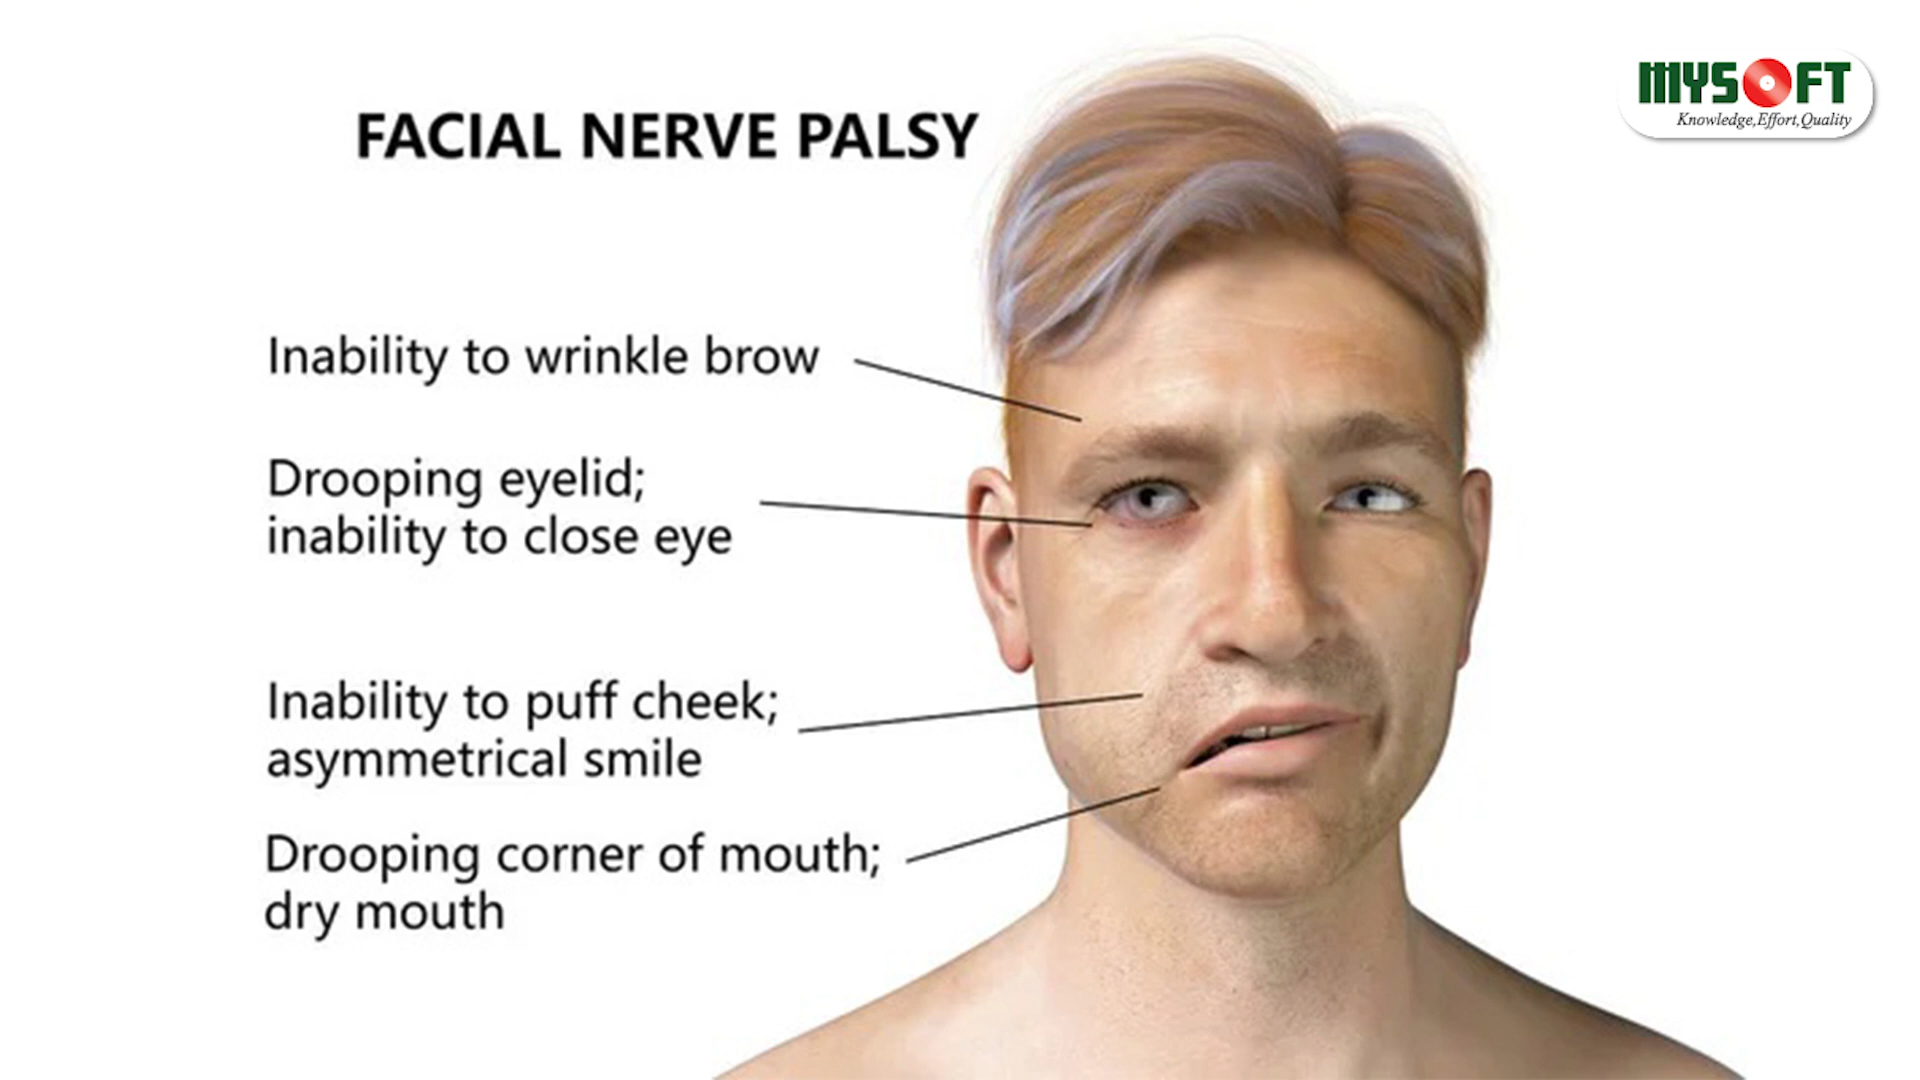 MYSOFT
Knowledge,Effort,Quality
FACIAL NERVE PALSY
Inability to wrinkle brow
Drooping eyelid;
inability to close eye
Inability to puff cheek;
asymmetrical smile
Drooping corner of mouth;
dry mouth